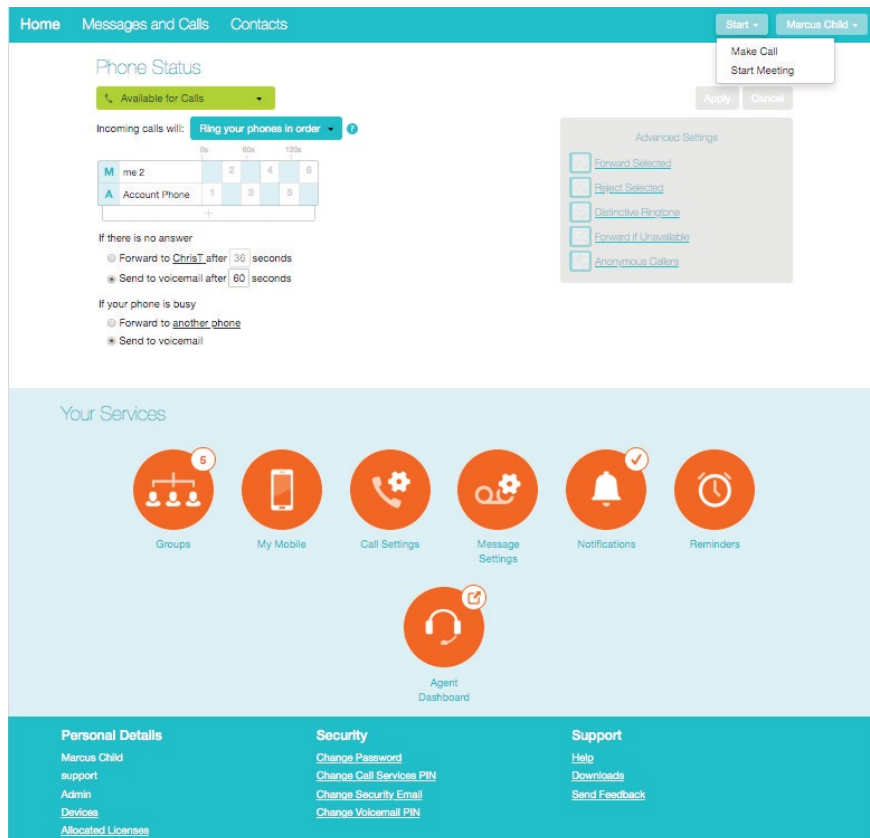 Home Messages and Calls Contacts Start Marcus Child
Make Call
Start Meeting
Phone Status
Available for Calls
Apply Cancel
Incoming calls will: Ring your phones in order ?
0s 60s 120s
M me 2 2 4 6
A Account Phone 1 3 5
+
If there is no answer
Forward to ChrisT after 36 seconds
Send to voicemail after 60 seconds
If your phone is busy
Forward to another phone
Send to voicemail
Advanced Settings
Forward Selected
Reject Selected
Distinctive Ringtone
Forward if Unavailable
Anonymous Callers
Your Services
5
Groups
My Mobile
Call Settings
Message
Settings
Notifications
Reminders
Agent
Dashboard
Personal Details
Marcus Child
support
Admin
Devices
Allocated Licenses
Security
Change Password
Change Call Services PIN
Change Security Email
Change Voicemail PIN
Support
Help
Downloads
Send Feedback